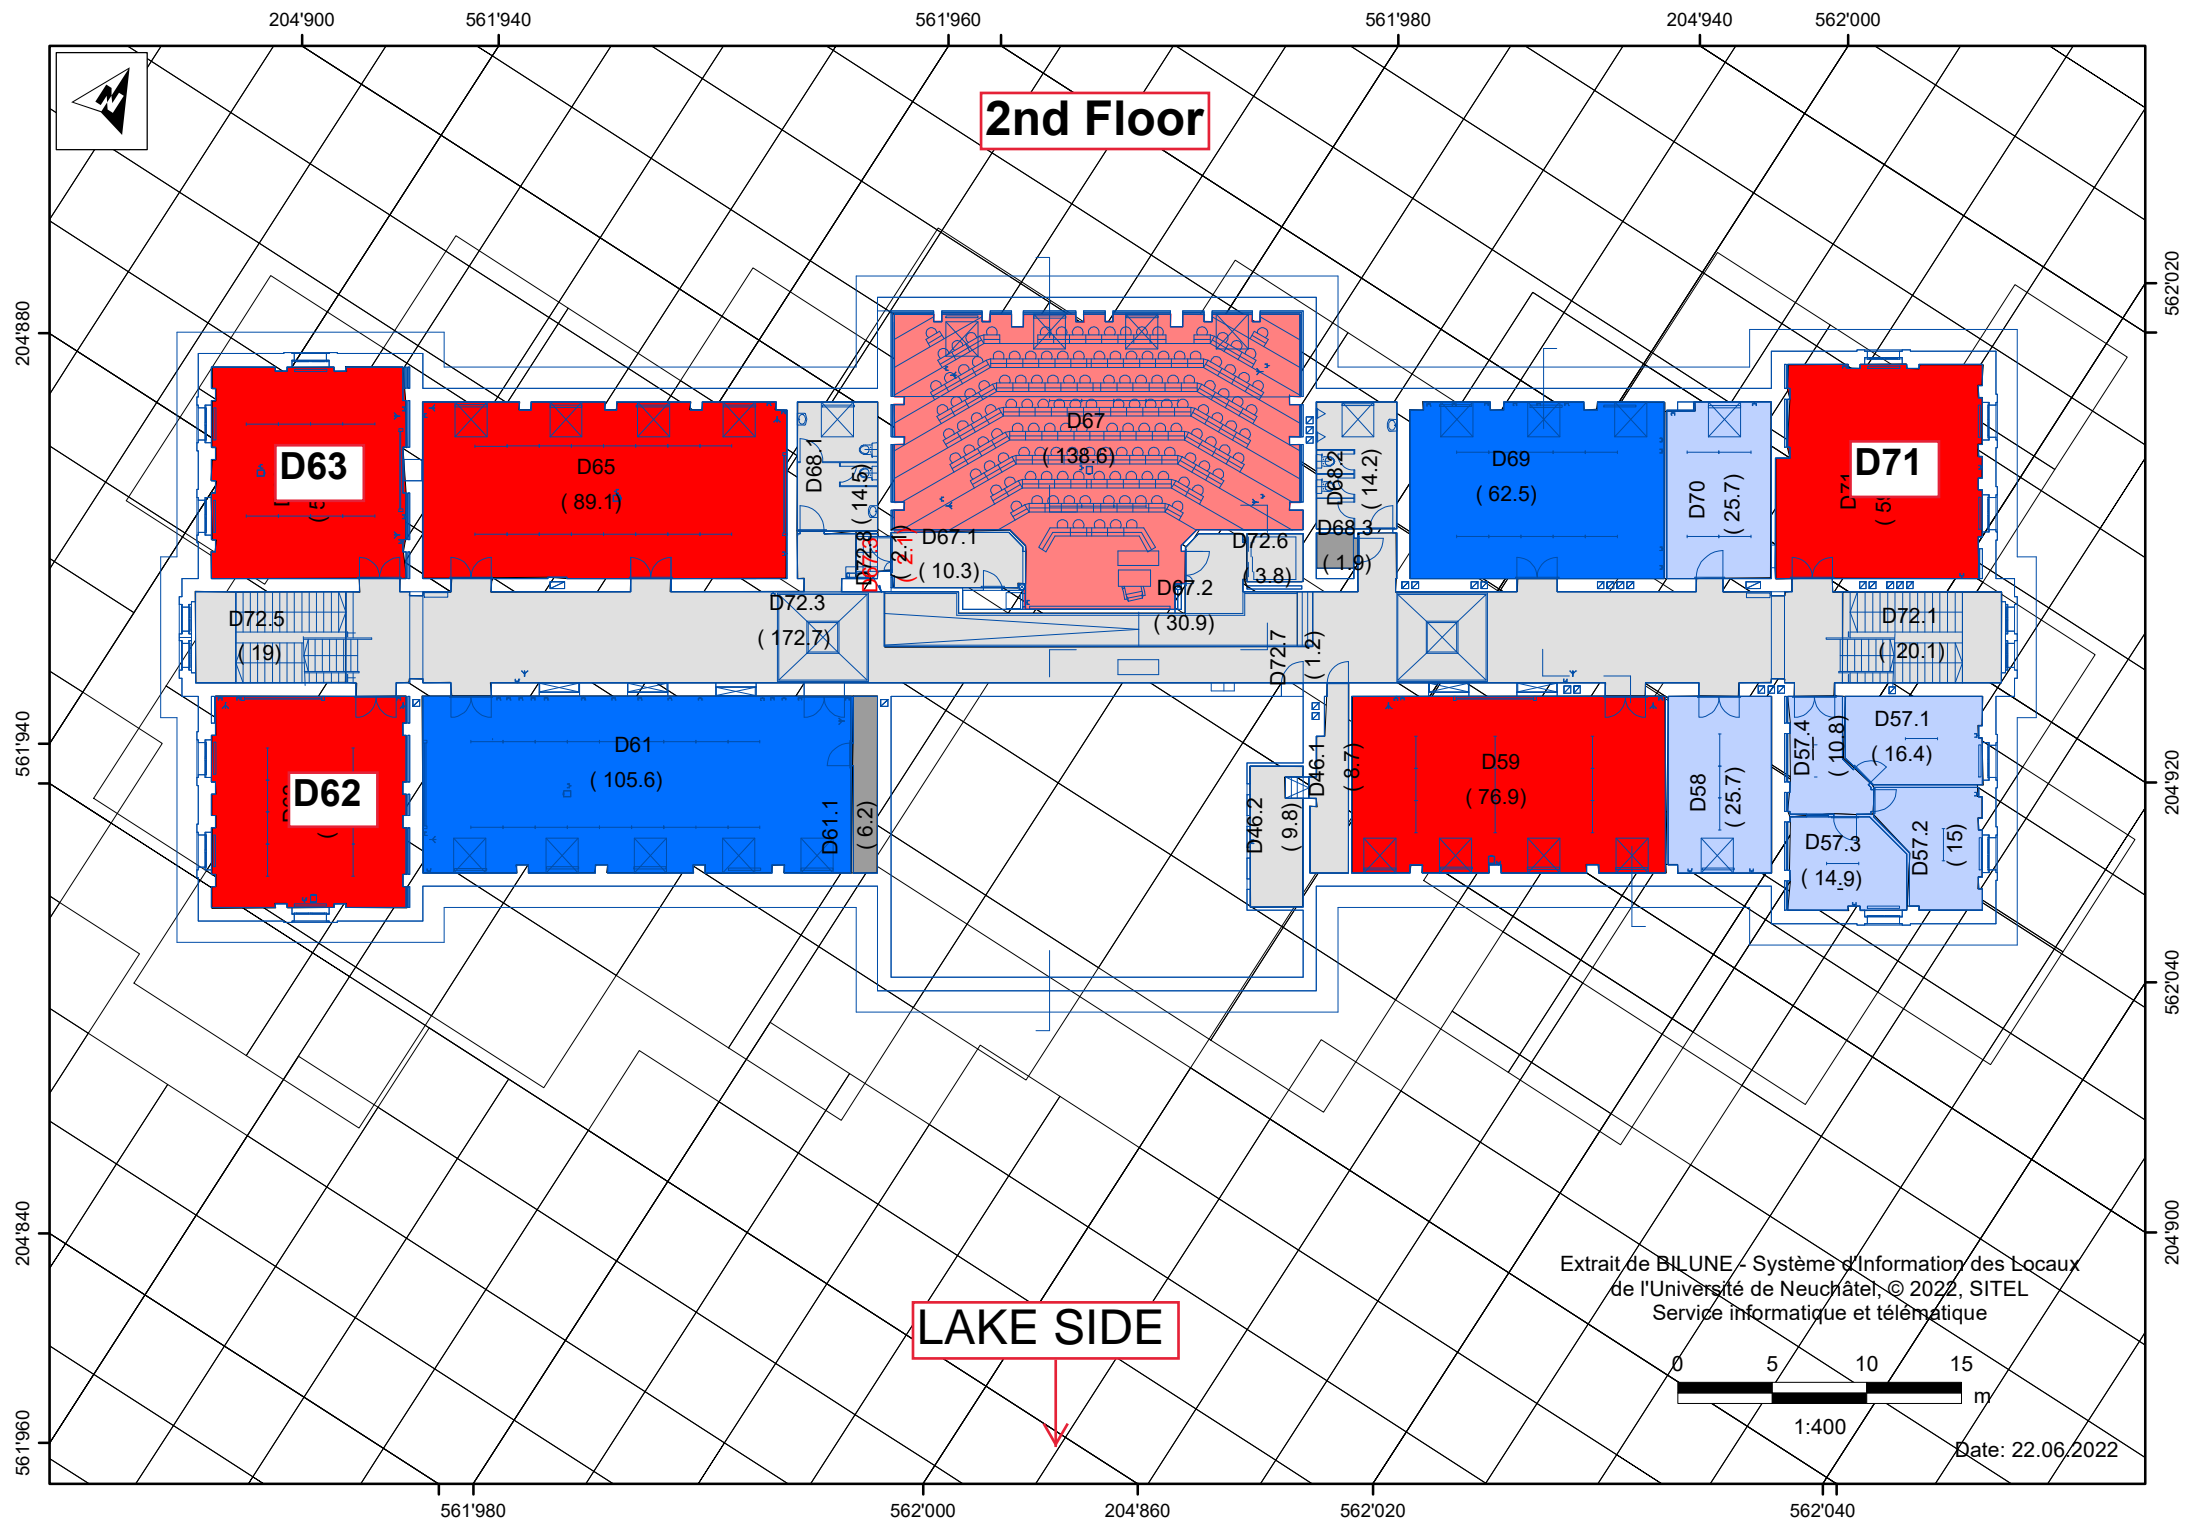 204'900
561'940
561'960
561'980
204'940
562'000
2nd Floor
204'880
562'020
D63
D65
( 89.1)
D68.1
(14.5)
D67
( 138.6)
D68.2
( 14.2)
D69
( 62.5)
D70
( 25.7)
D71
D71
D72.8
( 2.1)
D67.1
( 10.3)
D72.6
( 3.8)
D68.3
( 1.9)
D67.2
( 30.9)
D72.5
( 19)
D72.3
( 172.7)
D72.7
( 1.2)
D72.1
( 20.1)
D62
D61
( 105.6)
D61.1
( 6.2)
D46.2
( 9.8)
D46.1
( 8.7)
D59
( 76.9)
D58
( 25.7)
D57.4
( 10.8)
D57.1
( 16.4)
D57.3
( 14.9)
D57.2
( 15)
561'940
204'920
562'040
204'840
204'900
561'960
LAKE SIDE
Extrait de BILUNE - Système d'Information des Locaux
de l'Université de Neuchâtel, © 2022, SITEL
Service informatique et télématique
0 5 10 15
m
1:400
Date: 22.06.2022
561'980
562'000
204'860
562'020
562'040